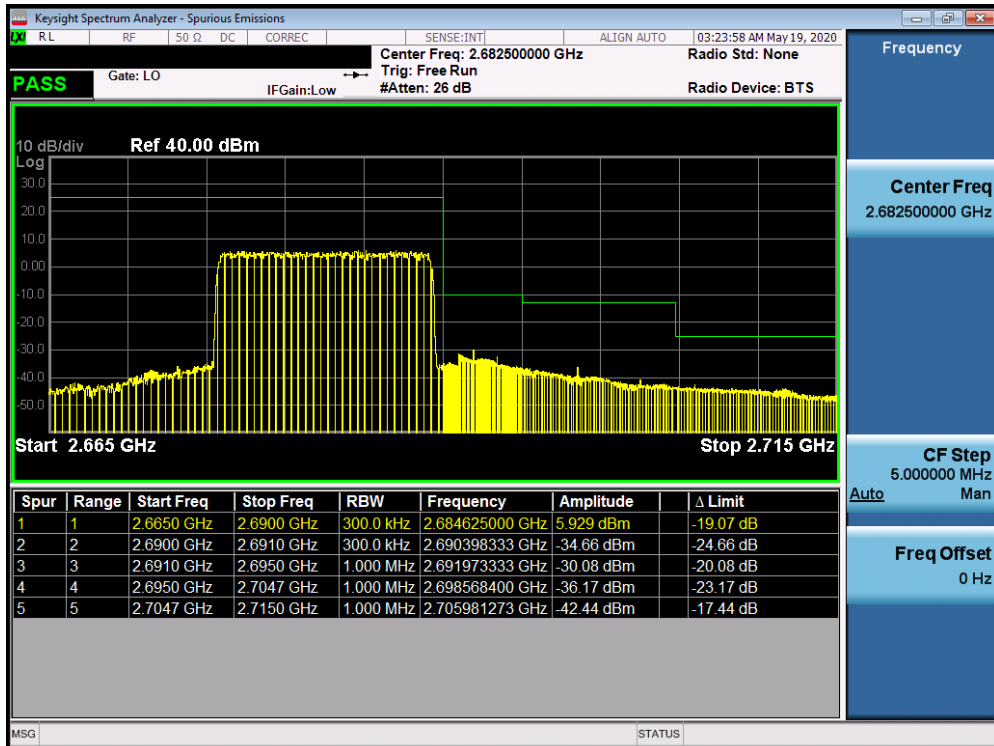 Keysight Spectrum Analyzer - Spurious Emissions
LXI RL RF 50 Ω DC CORREC SENSE:INT ALIGN AUTO 03:23:58 AM May 19, 2020
Center Freq: 2.682500000 GHz Radio Std: None
PASS Gate: LO Trig: Free Run
IFGain:Low #Atten: 26 dB Radio Device: BTS
10 dB/div Ref 40.00 dBm
Log
30.0
20.0
10.0
0.00
-10.0
-20.0
-30.0
-40.0
-50.0
Start 2.665 GHz Stop 2.715 GHz
Spur Range Start Freq Stop Freq RBW Frequency Amplitude Δ Limit
1 1 2.6650 GHz 2.6900 GHz 300.0 kHz 2.684625000 GHz 5.929 dBm -19.07 dB
2 2 2.6900 GHz 2.6910 GHz 300.0 kHz 2.690398333 GHz -34.66 dBm -24.66 dB
3 3 2.6910 GHz 2.6950 GHz 1.000 MHz 2.691973333 GHz -30.08 dBm -20.08 dB
4 4 2.6950 GHz 2.7047 GHz 1.000 MHz 2.698568400 GHz -36.17 dBm -23.17 dB
5 5 2.7047 GHz 2.7150 GHz 1.000 MHz 2.705981273 GHz -42.44 dBm -17.44 dB
Frequency
Center Freq
2.682500000 GHz
CF Step
5.000000 MHz
Auto Man
Freq Offset
0 Hz
MSG STATUS